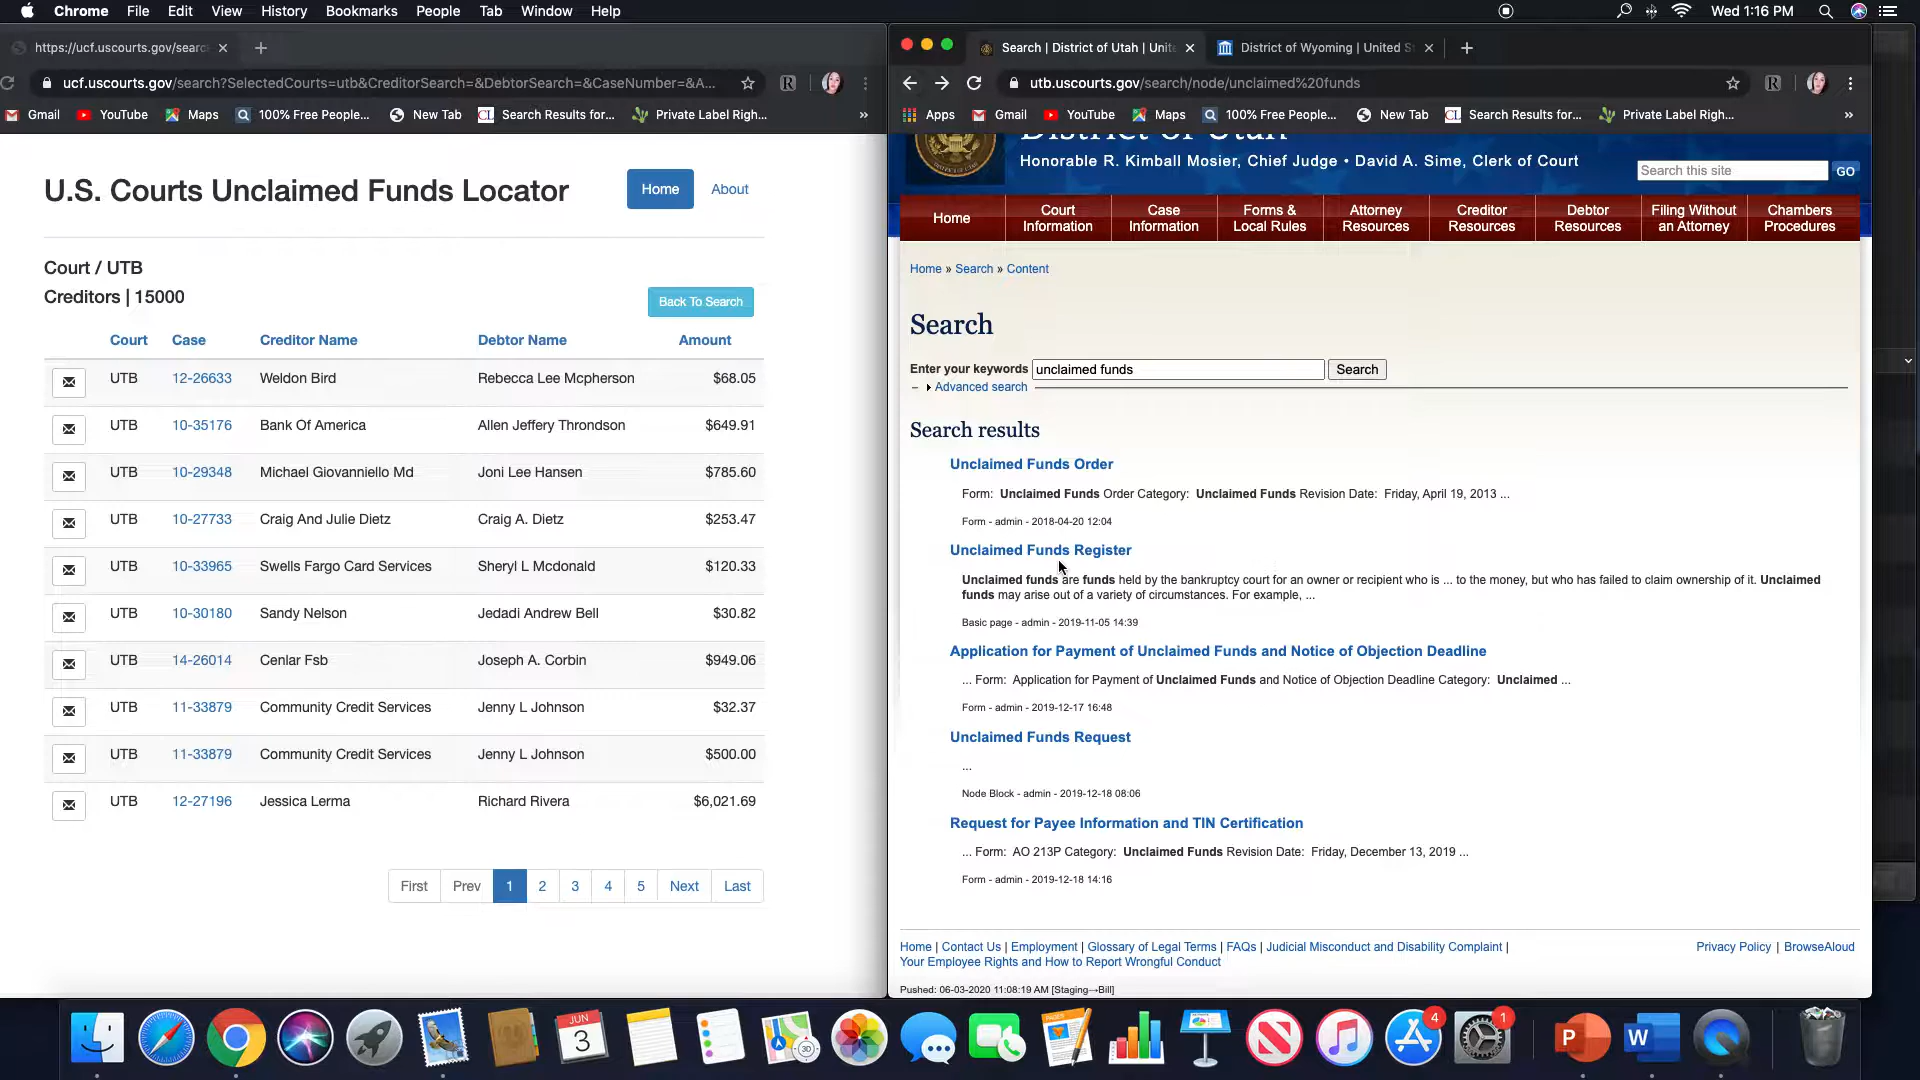 Chrome File Edit View History Bookmarks People Tab Window Help Wed 1:16 PM
https://ucf.uscourts.gov/searc
ucf.uscourts.gov/search?SelectedCourts=utb&CreditorSearch=&DebtorSearch=&CaseNumber=&A...
Gmail YouTube Maps 100% Free People... New Tab Search Results for... Private Label Righ... »
U.S. Courts Unclaimed Funds Locator
Home About
Court / UTB
Creditors | 15000
Back To Search
Court Case Creditor Name Debtor Name Amount
UTB 12-26633 Weldon Bird Rebecca Lee Mcpherson $68.05
UTB 10-35176 Bank Of America Allen Jeffery Throndson $649.91
UTB 10-29348 Michael Giovanniello Md Joni Lee Hansen $785.60
UTB 10-27733 Craig And Julie Dietz Craig A. Dietz $253.47
UTB 10-33965 Swells Fargo Card Services Sheryl L Mcdonald $120.33
UTB 10-30180 Sandy Nelson Jedadi Andrew Bell $30.82
UTB 14-26014 Cenlar Fsb Joseph A. Corbin $949.06
UTB 11-33879 Community Credit Services Jenny L Johnson $32.37
UTB 11-33879 Community Credit Services Jenny L Johnson $500.00
UTB 12-27196 Jessica Lerma Richard Rivera $6,021.69
First Prev 1 2 3 4 5 Next Last
Search | District of Utah | Unite District of Wyoming | United S
utb.uscourts.gov/search/node/unclaimed%20funds
Apps Gmail YouTube Maps 100% Free People... New Tab Search Results for... Private Label Righ... »
District of Utah
Honorable R. Kimball Mosier, Chief Judge • David A. Sime, Clerk of Court
Search this site GO
Home Court Information Case Information Forms & Local Rules Attorney Resources Creditor Resources Debtor Resources Filing Without an Attorney Chambers Procedures
Home » Search » Content
Search
Enter your keywords unclaimed funds Search
Advanced search
Search results
Unclaimed Funds Order
Form: Unclaimed Funds Order Category: Unclaimed Funds Revision Date: Friday, April 19, 2013 ...
Form - admin - 2018-04-20 12:04
Unclaimed Funds Register
Unclaimed funds are funds held by the bankruptcy court for an owner or recipient who is ... to the money, but who has failed to claim ownership of it. Unclaimed
funds may arise out of a variety of circumstances. For example, ...
Basic page - admin - 2019-11-05 14:39
Application for Payment of Unclaimed Funds and Notice of Objection Deadline
... Form: Application for Payment of Unclaimed Funds and Notice of Objection Deadline Category: Unclaimed ...
Form - admin - 2019-12-17 16:48
Unclaimed Funds Request
...
Node Block - admin - 2019-12-18 08:06
Request for Payee Information and TIN Certification
... Form: AO 213P Category: Unclaimed Funds Revision Date: Friday, December 13, 2019 ...
Form - admin - 2019-12-18 14:16
Home | Contact Us | Employment | Glossary of Legal Terms | FAQs | Judicial Misconduct and Disability Complaint |
Your Employee Rights and How to Report Wrongful Conduct
Privacy Policy | BrowseAloud
Pushed: 06-03-2020 11:08:19 AM [Staging→Bill]
JUN
3
30
PAGES
4
1
P
W